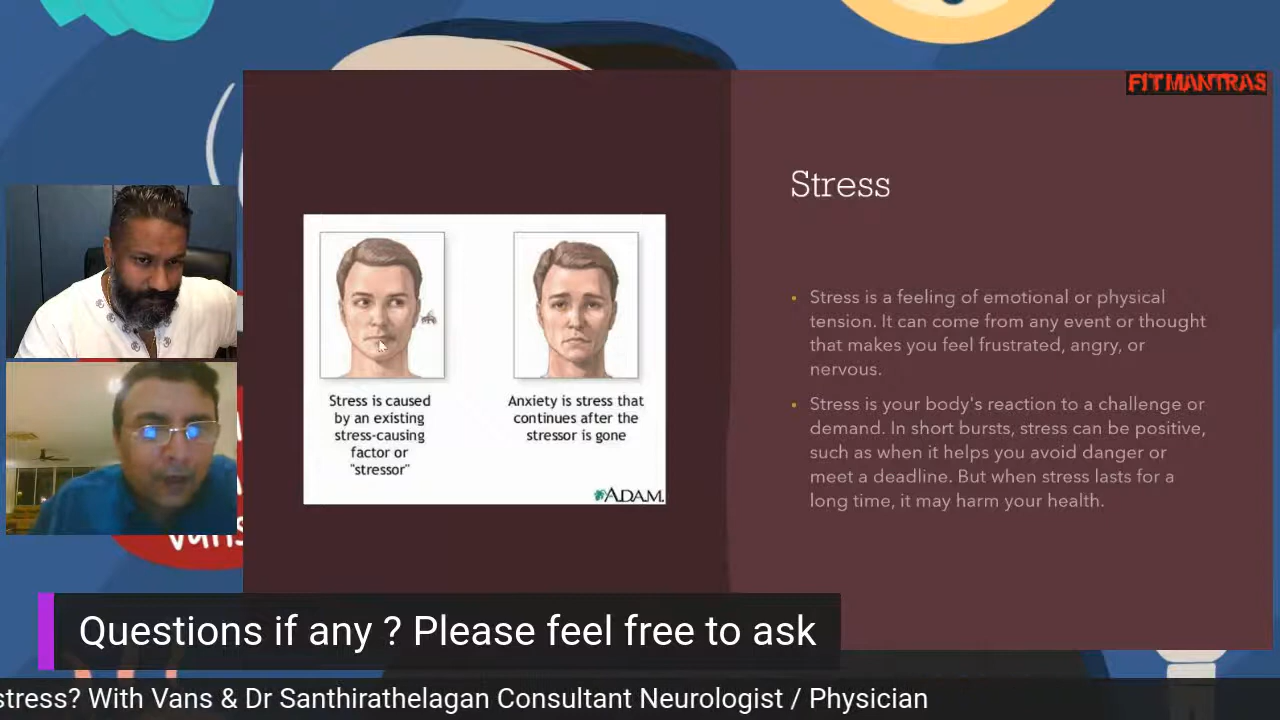 FITMANTRAS
Stress
Stress is caused
by an existing
stress-causing
factor or
"stressor"
Anxiety is stress that
continues after the
stressor is gone
ADAM.
• Stress is a feeling of emotional or physical
tension. It can come from any event or thought
that makes you feel frustrated, angry, or
nervous.
• Stress is your body's reaction to a challenge or
demand. In short bursts, stress can be positive,
such as when it helps you avoid danger or
meet a deadline. But when stress lasts for a
long time, it may harm your health.
Vans
Questions if any ? Please feel free to ask
stress? With Vans & Dr Santhirathelagan Consultant Neurologist / Physician